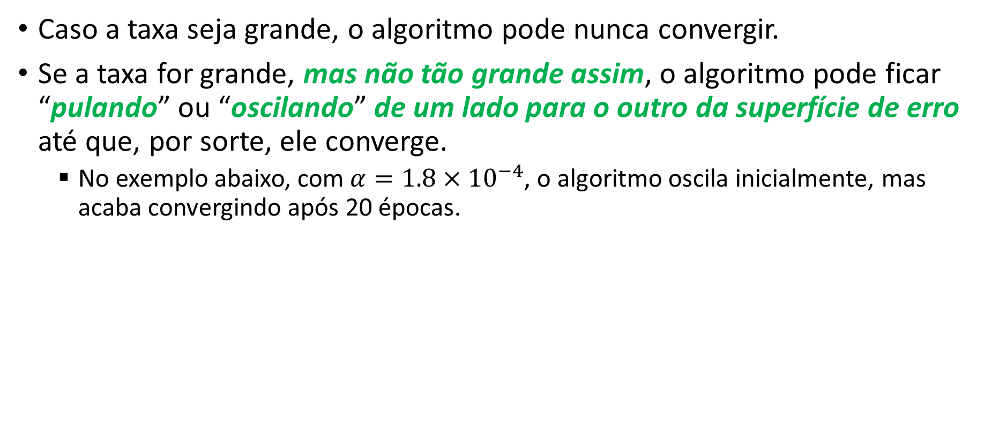 • Caso a taxa seja grande, o algoritmo pode nunca convergir.
• Se a taxa for grande, mas não tão grande assim, o algoritmo pode ficar
“pulando” ou “oscilando” de um lado para o outro da superfície de erro
até que, por sorte, ele converge.
▪ No exemplo abaixo, com 𝛼 = 1.8 × 10⁻⁴, o algoritmo oscila inicialmente, mas
acaba convergindo após 20 épocas.